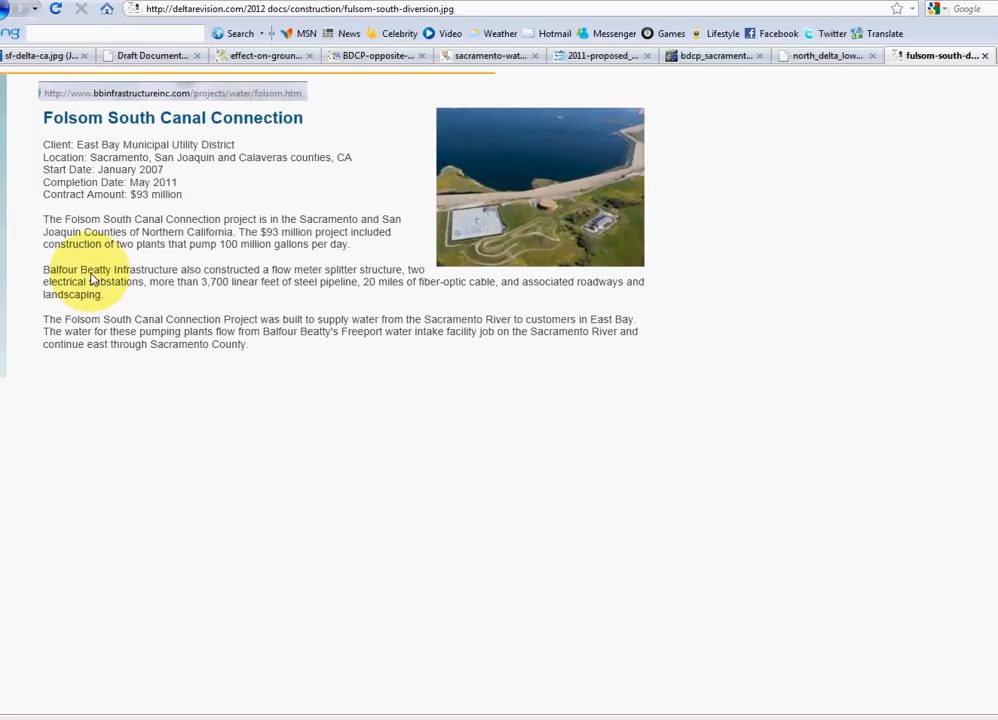 http://deltarevision.com/2012 docs/construction/fulsom-south-diversion.jpg
Google
ng
Search MSN News Celebrity Video Weather Hotmail Messenger Games Lifestyle Facebook Twitter Translate
sf-delta-ca.jpg (J... Draft Document... effect-on-groun... BDCP-opposite-... sacramento-wat... 2011-proposed_... bdcp_sacrament... north_delta_low... fulsom-south-d...
http://www.bbinfrastructureinc.com/projects/water/folsom.htm
Folsom South Canal Connection
Client: East Bay Municipal Utility District
Location: Sacramento, San Joaquin and Calaveras counties, CA
Start Date: January 2007
Completion Date: May 2011
Contract Amount: $93 million
The Folsom South Canal Connection project is in the Sacramento and San
Joaquin Counties of Northern California. The $93 million project included
construction of two plants that pump 100 million gallons per day.
Balfour Beatty Infrastructure also constructed a flow meter splitter structure, two
electrical substations, more than 3,700 linear feet of steel pipeline, 20 miles of fiber-optic cable, and associated roadways and
landscaping.
The Folsom South Canal Connection Project was built to supply water from the Sacramento River to customers in East Bay.
The water for these pumping plants flow from Balfour Beatty's Freeport water intake facility job on the Sacramento River and
continue east through Sacramento County.